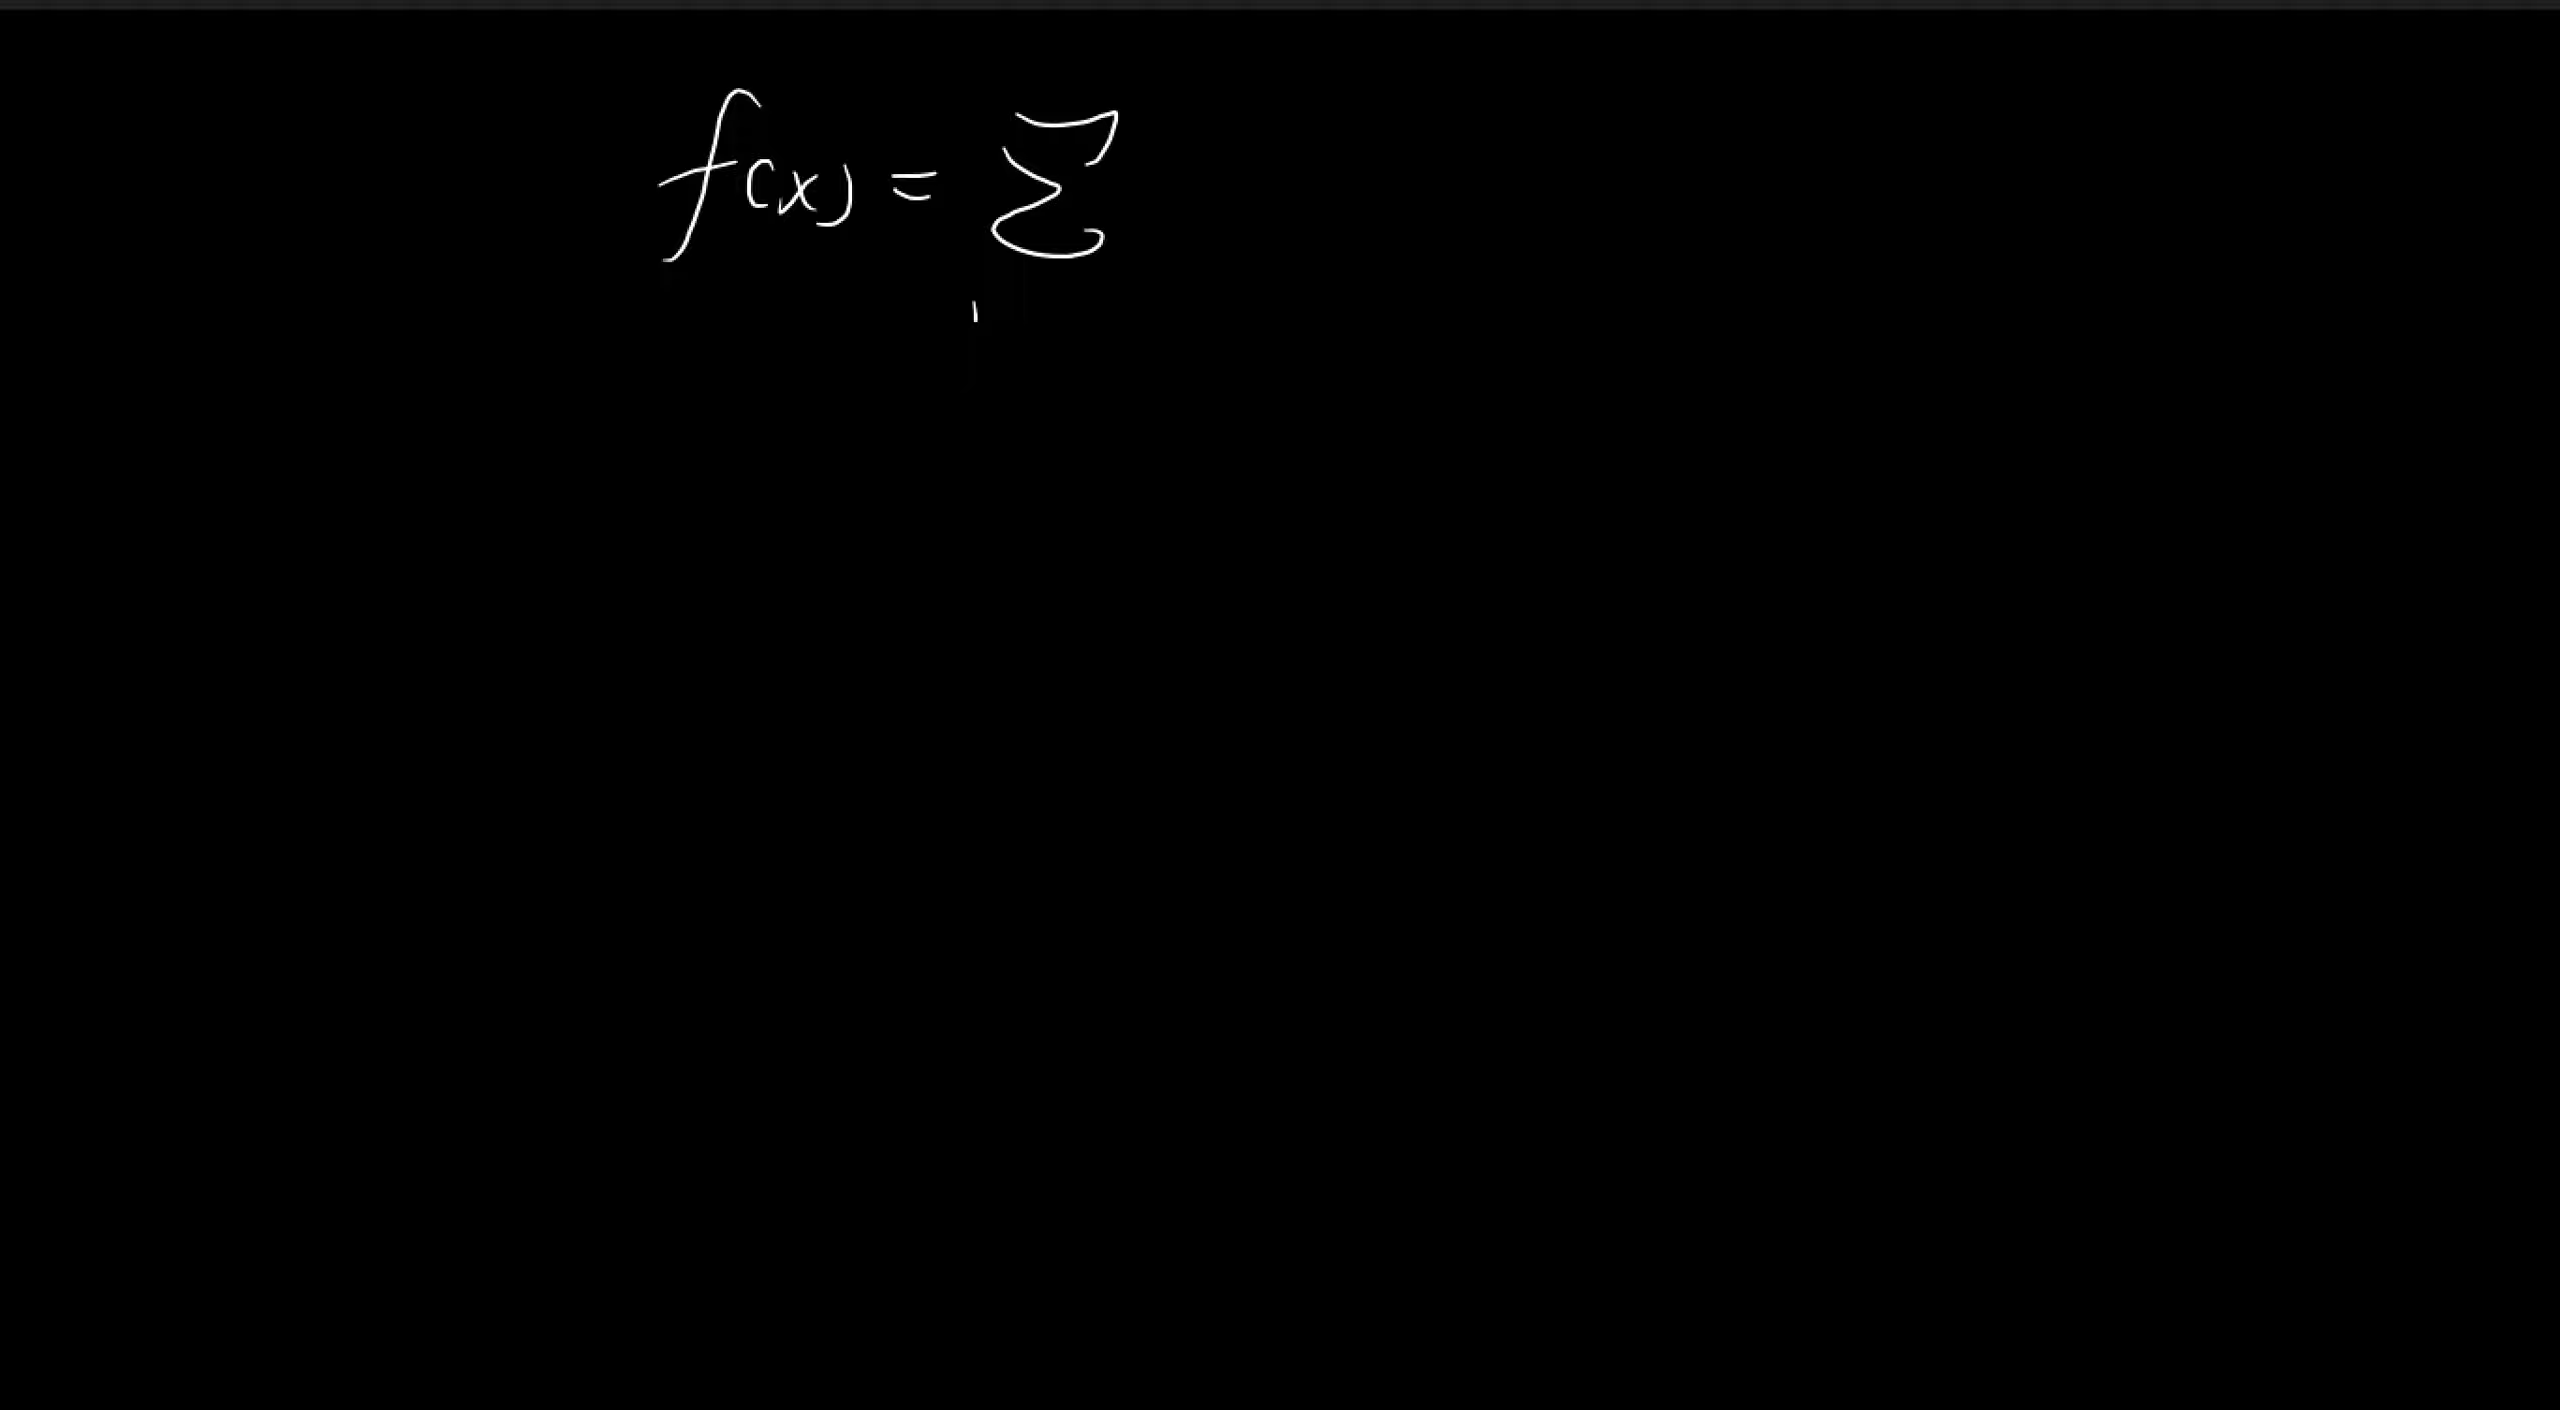 f(x) = Σ